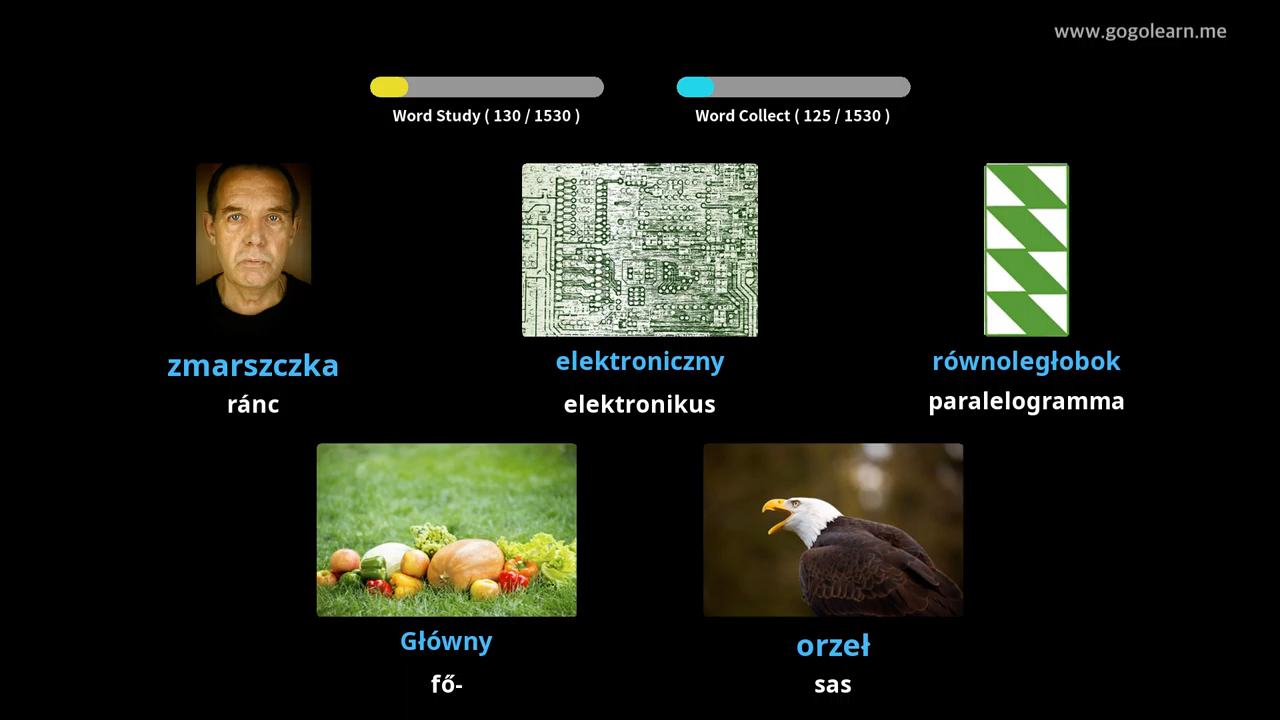 www.gogolearn.me
Word Study ( 130 / 1530 )
Word Collect ( 125 / 1530 )
zmarszczka
ránc
elektroniczny
elektronikus
równoległobok
paralelogramma
Główny
fő-
orzeł
sas